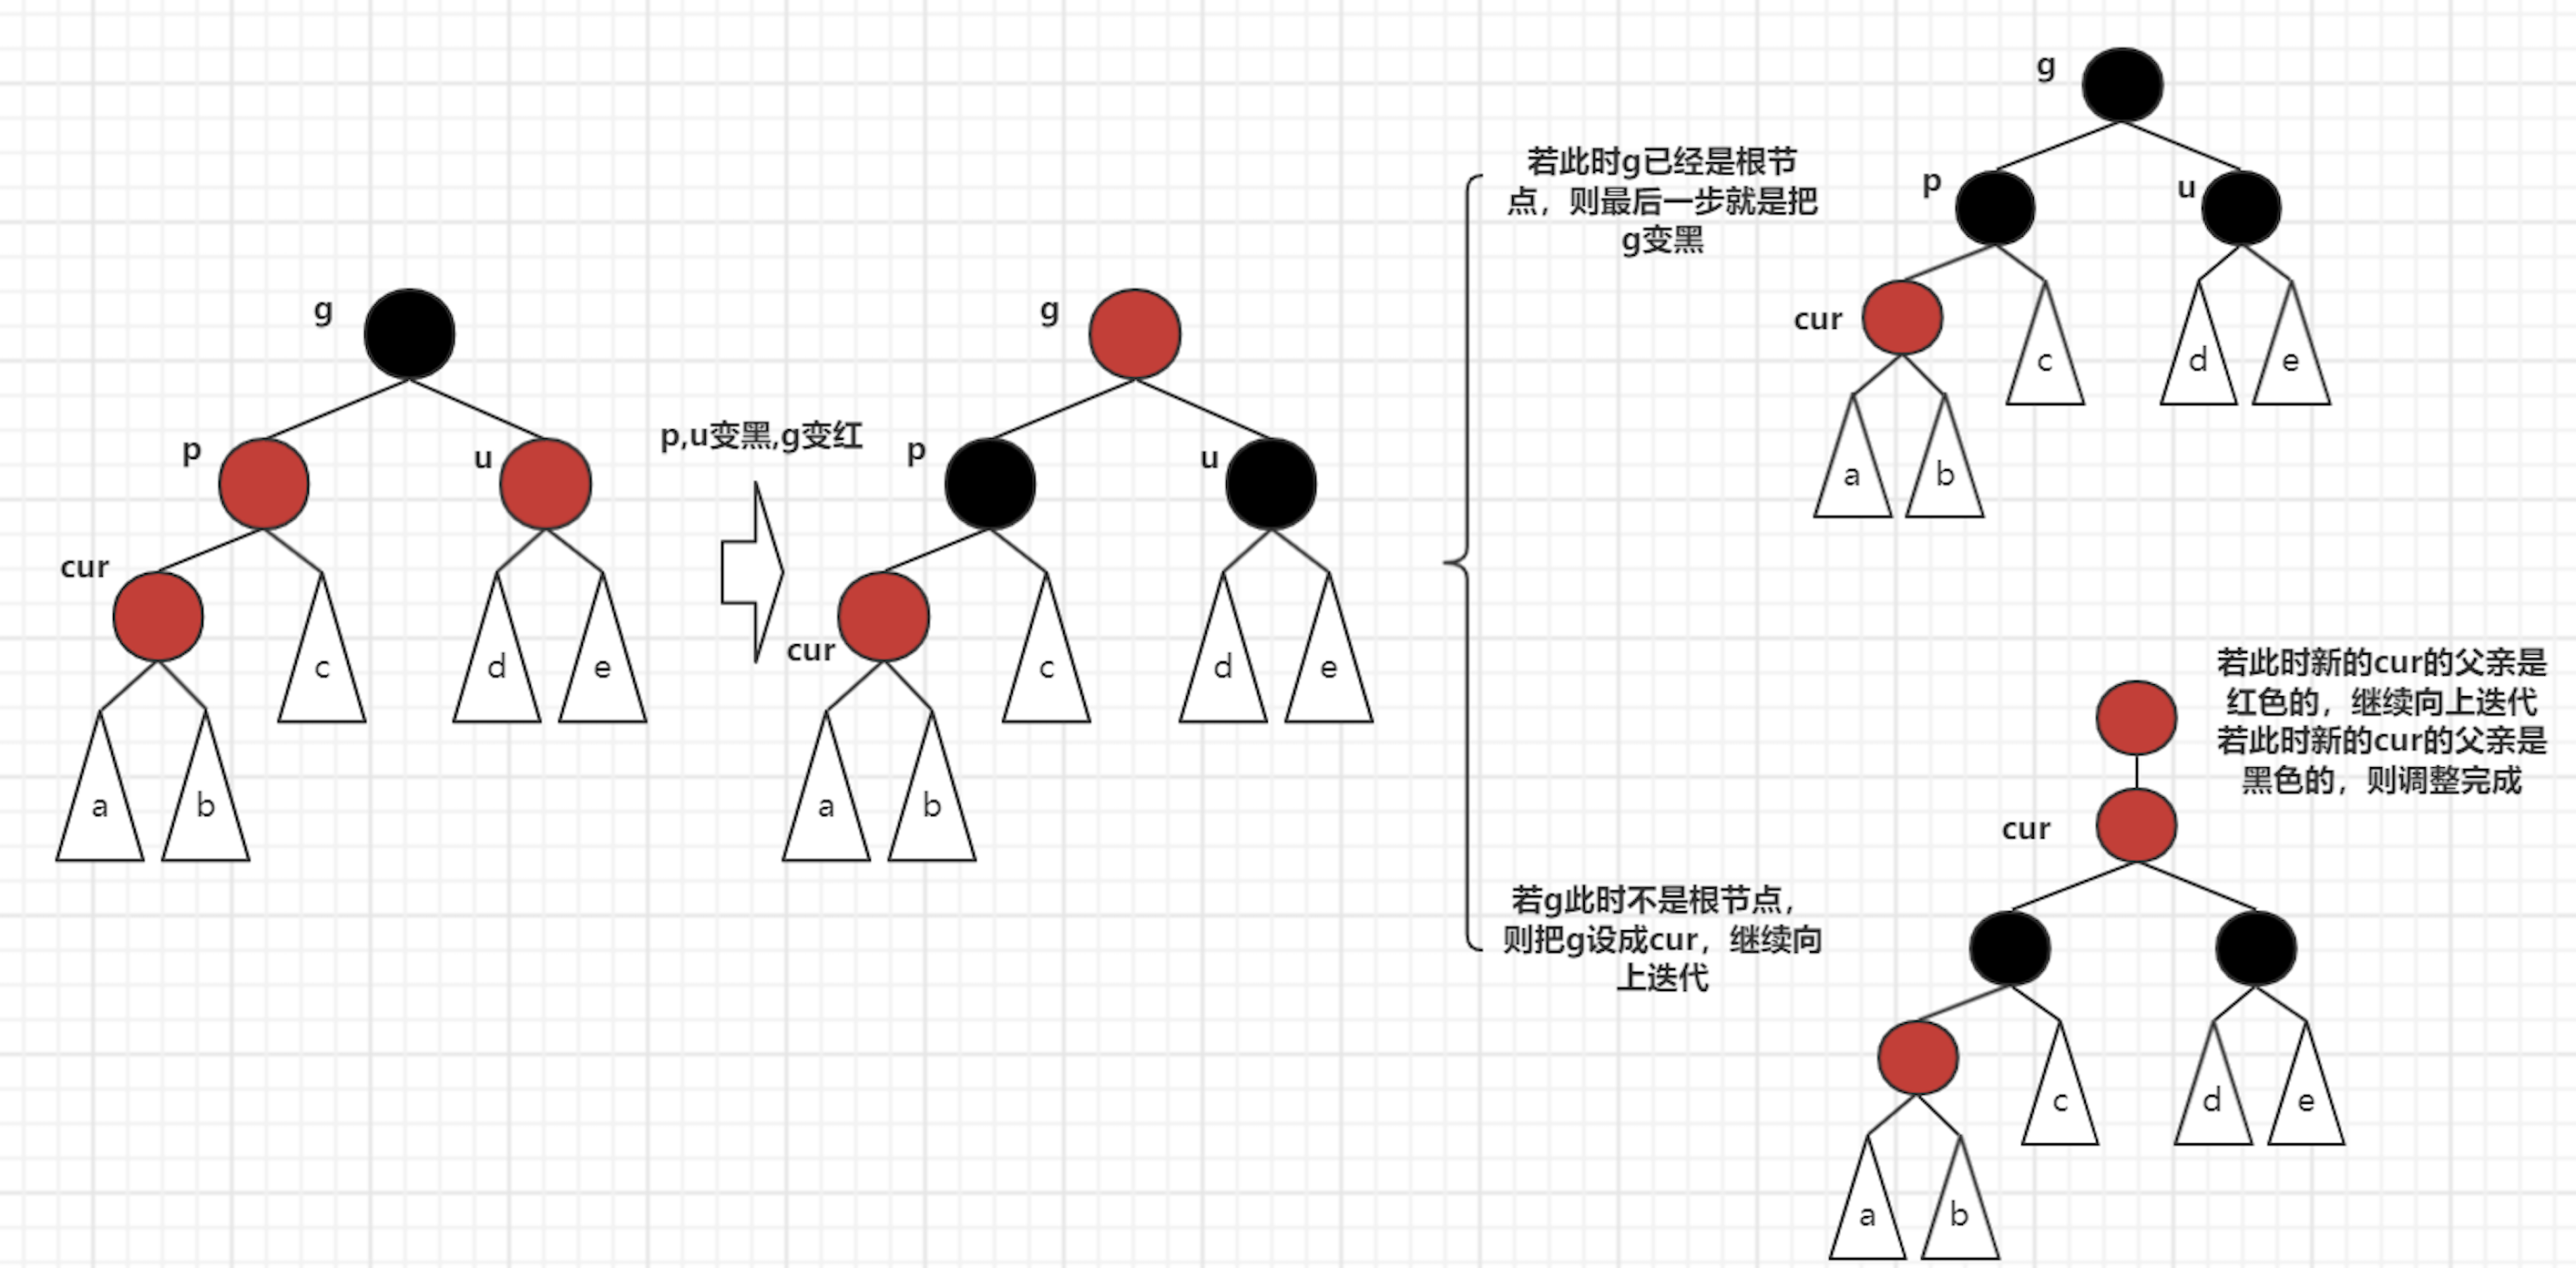 g
p
u
cur
c
d
e
a
b
p,u变黑,g变红
g
p
u
cur
c
d
e
a
b
若此时g已经是根节
点，则最后一步就是把
g变黑
g
p
u
cur
c
d
e
a
b
若g此时不是根节点，
则把g设成cur，继续向
上迭代
若此时新的cur的父亲是
红色的，继续向上迭代
若此时新的cur的父亲是
黑色的，则调整完成
cur
c
d
e
a
b